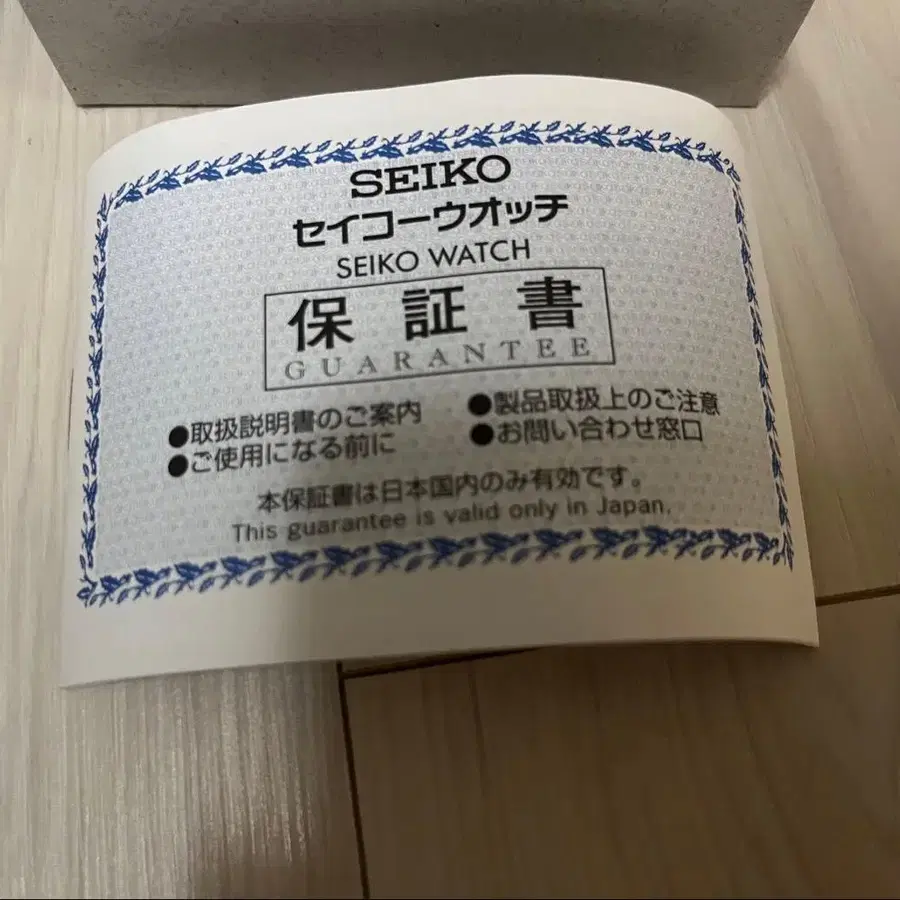 SEIKO
セイコーウオッチ
SEIKO WATCH
保証書
GUARANTEE
●取扱説明書のご案内
●ご使用になる前に
●製品取扱上のご注意
●お問い合わせ窓口
本保証書は日本国内のみ有効です。
This guarantee is valid only in Japan.